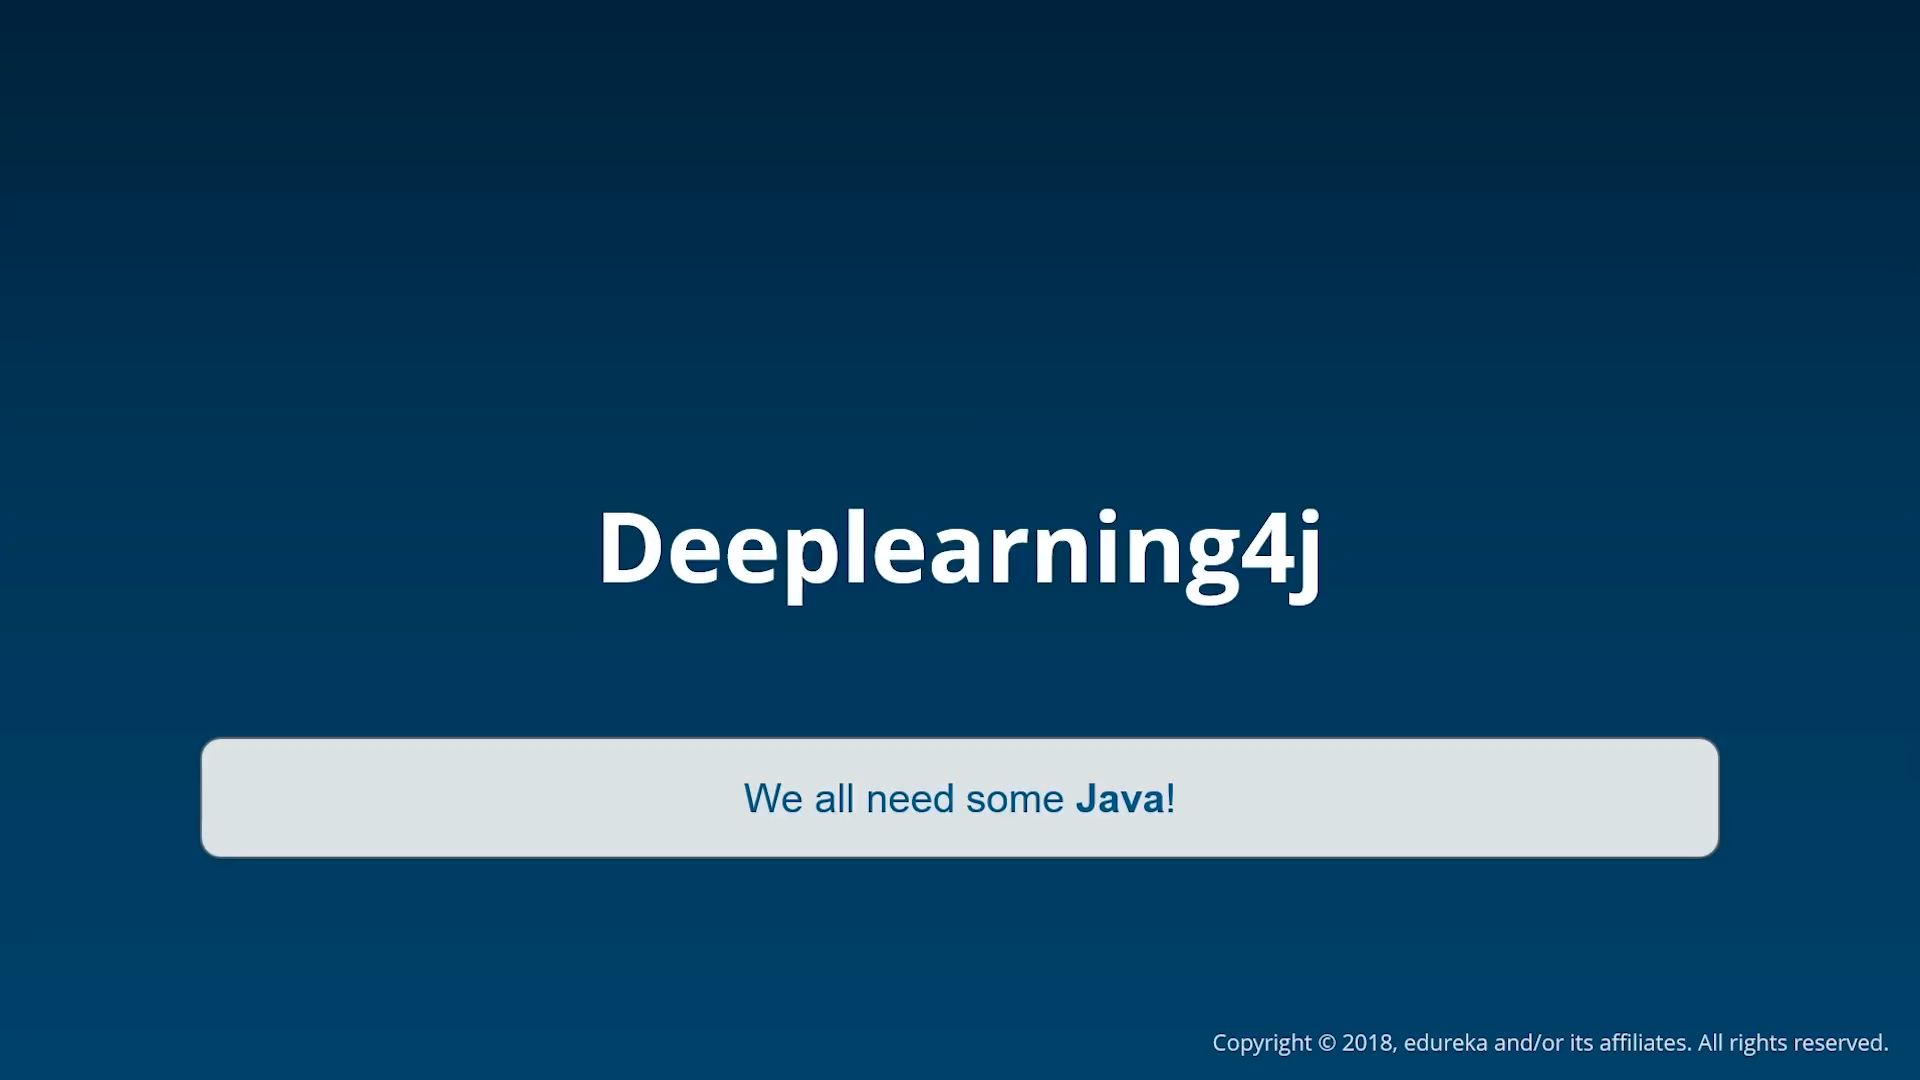 Deeplearning4j
We all need some Java!
Copyright © 2018, edureka and/or its affiliates. All rights reserved.